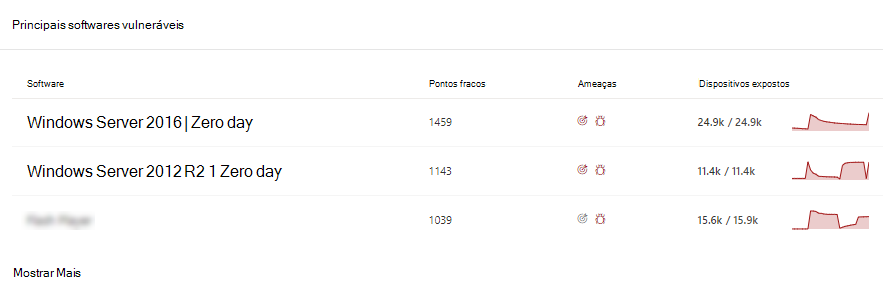 Principais softwares vulneráveis
Software Pontos fracos Ameaças Dispositivos expostos
Windows Server 2016 | Zero day 1459 24.9k / 24.9k
Windows Server 2012 R2 1 Zero day 1143 11.4k / 11.4k
1039 15.6k / 15.9k
Mostrar Mais